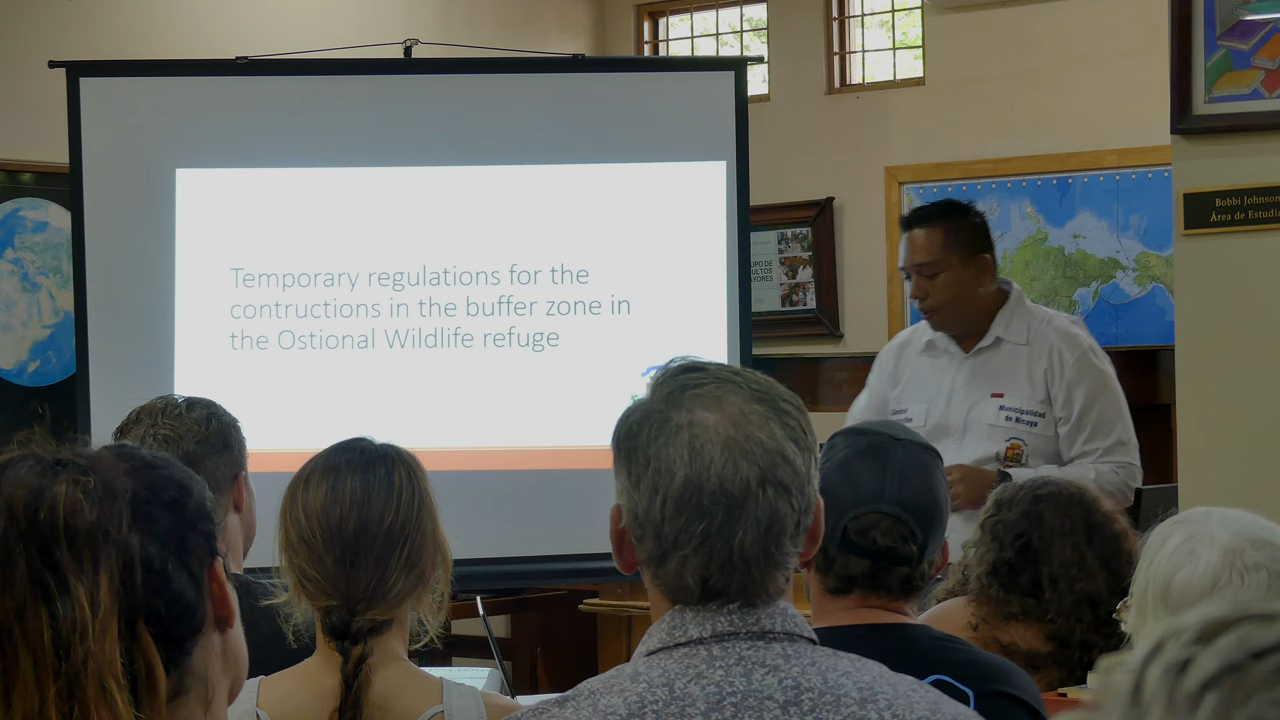 Temporary regulations for the
contructions in the buffer zone in
the Ostional Wildlife refuge
Municipalidad
de Nicoya
Bobbi Johnson
Área de Estudia